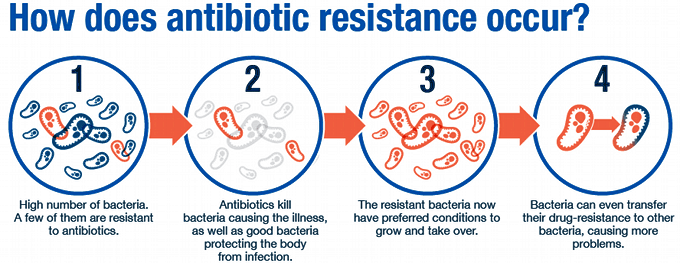 How does antibiotic resistance occur?
1
2
3
4
High number of bacteria.
A few of them are resistant
to antibiotics.
Antibiotics kill
bacteria causing the illness,
as well as good bacteria
protecting the body
from infection.
The resistant bacteria now
have preferred conditions to
grow and take over.
Bacteria can even transfer
their drug-resistance to other
bacteria, causing more
problems.